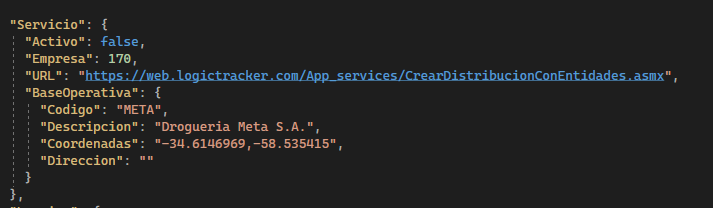 "Servicio": {
"Activo": false,
"Empresa": 170,
"URL": "https://web.logictracker.com/App_services/CrearDistribucionConEntidades.asmx",
"BaseOperativa": {
"Codigo": "META",
"Descripcion": "Drogueria Meta S.A.",
"Coordenadas": "-34.6146969,-58.535415",
"Direccion": ""
}
},